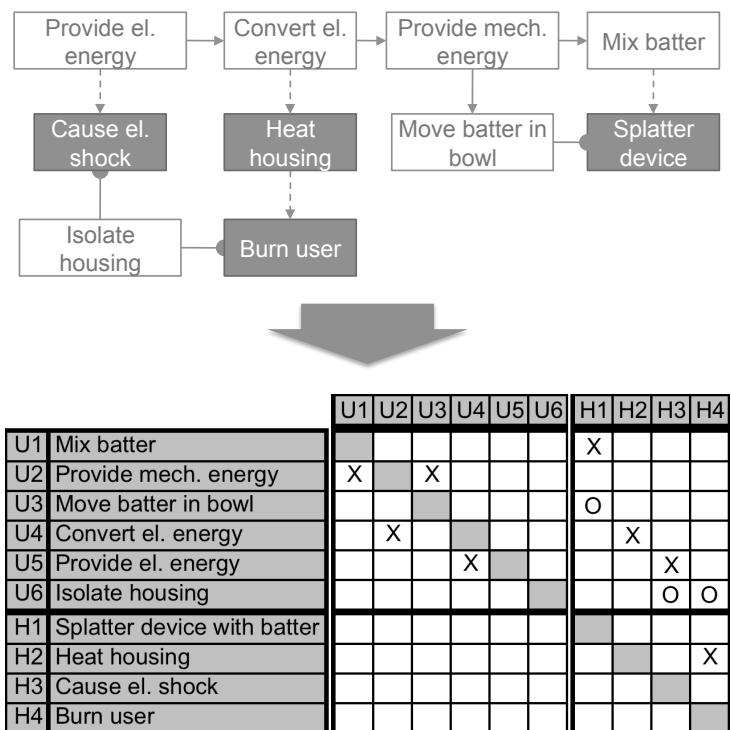 Provide el.
energy
Convert el.
energy
Provide mech.
energy
Mix batter
Cause el.
shock
Heat
housing
Move batter in
bowl
Splatter
device
Isolate
housing
Burn user
U1 U2 U3 U4 U5 U6 H1 H2 H3 H4
U1 Mix batter X
U2 Provide mech. energy X X
U3 Move batter in bowl O
U4 Convert el. energy X X
U5 Provide el. energy X X
U6 Isolate housing O O
H1 Splatter device with batter
H2 Heat housing X
H3 Cause el. shock
H4 Burn user